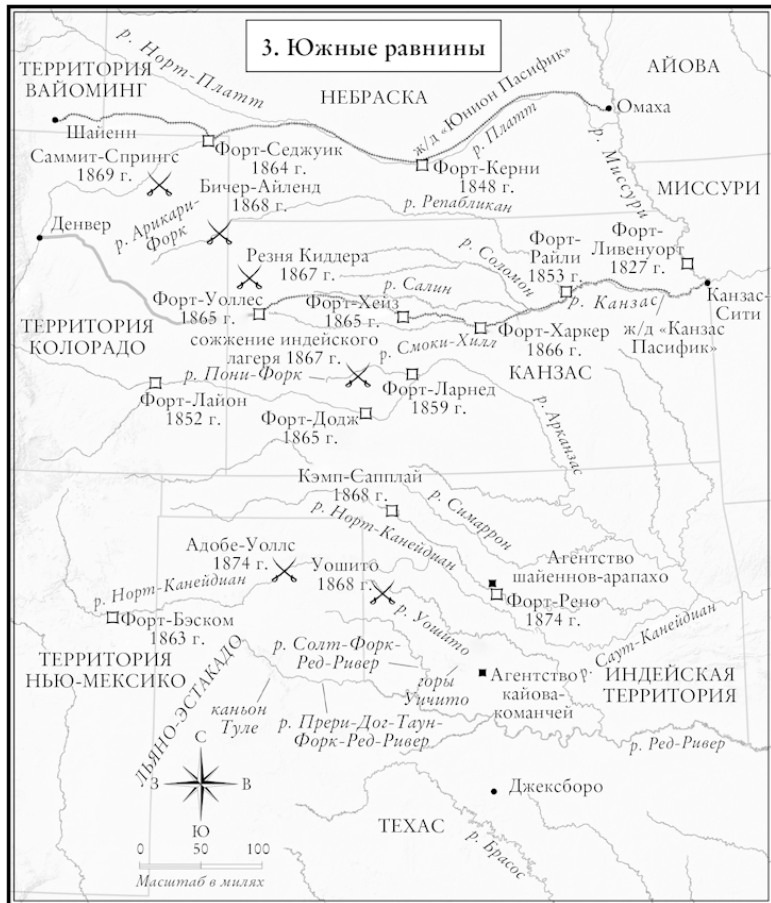 3. Южные равнины
р. Норт-Платт
ТЕРРИТОРИЯ
ВАЙОМИНГ
НЕБРАСКА
ж/д «Юнион Пасифик»
АЙОВА
Омаха
р. Платт
Шайенн
Форт-Седжуик
1864 г.
Форт-Керни
1848 г.
р. Миссури
Саммит-Спрингс
1869 г.
Бичер-Айленд
1868 г.
МИССУРИ
р. Репабликан
Денвер
р. Арикари-
Форк
Резня Киддера
1867 г.
р. Соломон
Форт-
Райли
1853 г.
Форт-
Ливенуорт
1827 г.
р. Салин
р. Канзас
Канзас-
Сити
Форт-Уоллес
1865 г.
Форт-Хейз
1865 г.
Форт-Харкер
1866 г.
ж/д «Канзас
Пасифик»
ТЕРРИТОРИЯ
КОЛОРАДО
сожжение индейского
лагеря 1867 г.
р. Смоки-Хилл
КАНЗАС
р. Пони-Форк
Форт-Лайон
1852 г.
Форт-Ларнед
1859 г.
Форт-Додж
1865 г.
р. Арканзас
Кэмп-Сапплай
1868 г.
р. Симаррон
р. Норт-Канейдиан
Адобе-Уоллс
1874 г.
Уошито
1868 г.
Агентство
шайеннов-арапахо
р. Норт-Канейдиан
Форт-Рено
1874 г.
Форт-Бэском
1863 г.
р. Уошито
р. Саут-Канейдиан
ТЕРРИТОРИЯ
НЬЮ-МЕКСИКО
р. Солт-Форк-
Ред-Ривер
горы
Уичито
Агентство
кайова-
команчей
ИНДЕЙСКАЯ
ТЕРРИТОРИЯ
ЛЬЯНО-ЭСТАКАДО
каньон
Туле
р. Прери-Дог-Таун-
Форк-Ред-Ривер
р. Ред-Ривер
С
З
В
Ю
Джексборо
ТЕХАС
р. Брасос
0 50 100
Масштаб в милях